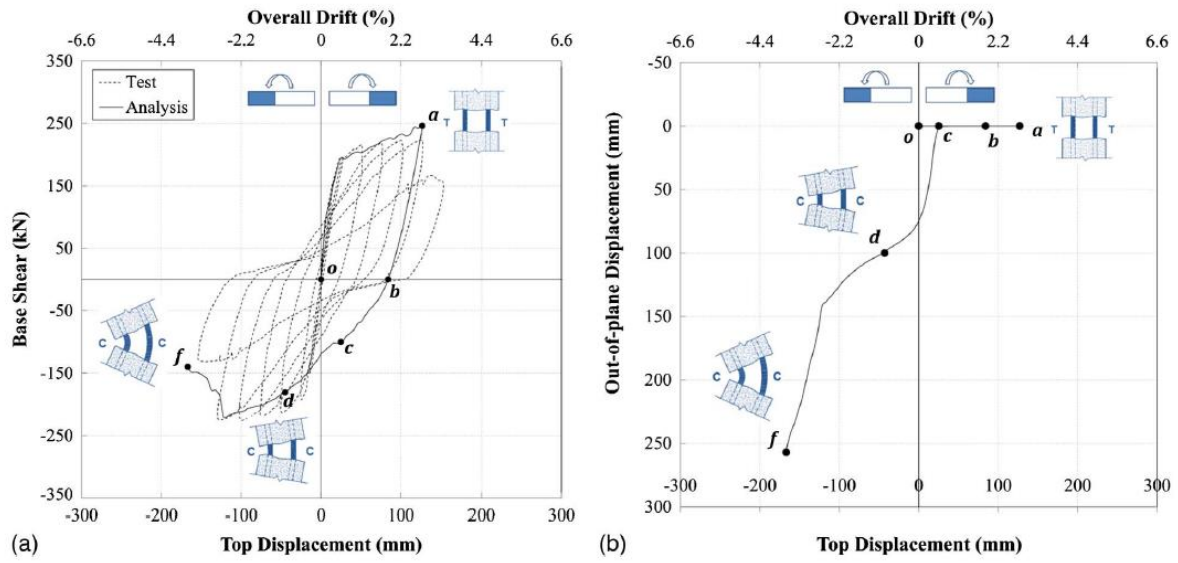 Overall Drift (%)
-6.6 -4.4 -2.2 0 2.2 4.4 6.6
350
250
150
50
-50
-150
-250
-350
Base Shear (kN)
Test
Analysis
a
T T
o
b
c
C C
f
d
C C
-300 -200 -100 0 100 200 300
(a)
Top Displacement (mm)
Overall Drift (%)
-6.6 -4.4 -2.2 0 2.2 4.4 6.6
-50
0
50
100
150
200
250
300
Out-of-plane Displacement (mm)
o c b a
T T
C C
d
C C
f
-300 -200 -100 0 100 200 300
(b)
Top Displacement (mm)